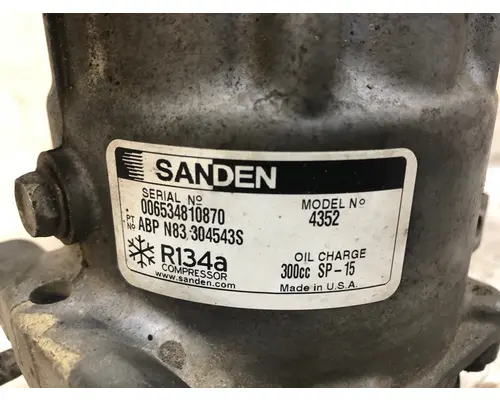 SANDEN
SERIAL Nº
006534810870
MODEL Nº
4352
PT Nº ABP N83 304543S
R134a
COMPRESSOR
www.sanden.com
OIL CHARGE
300cc SP-15
Made in U.S.A.